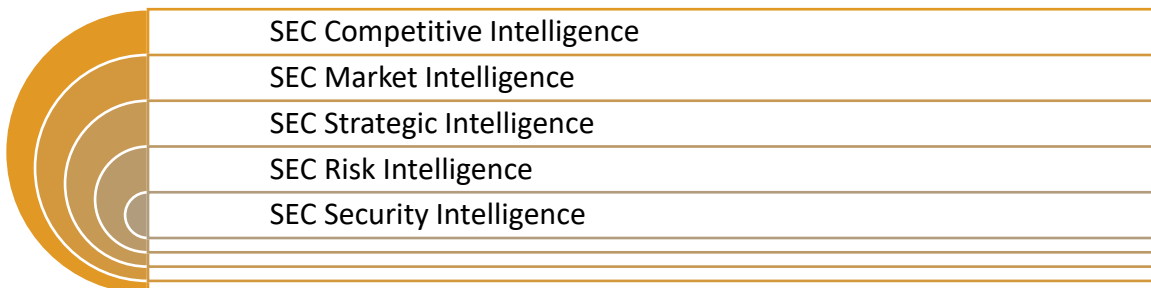 SEC Competitive Intelligence
SEC Market Intelligence
SEC Strategic Intelligence
SEC Risk Intelligence
SEC Security Intelligence